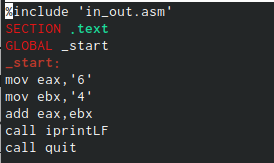 %include 'in_out.asm'
SECTION .text
GLOBAL _start
_start:
mov eax,'6'
mov ebx,'4'
add eax,ebx
call iprintLF
call quit